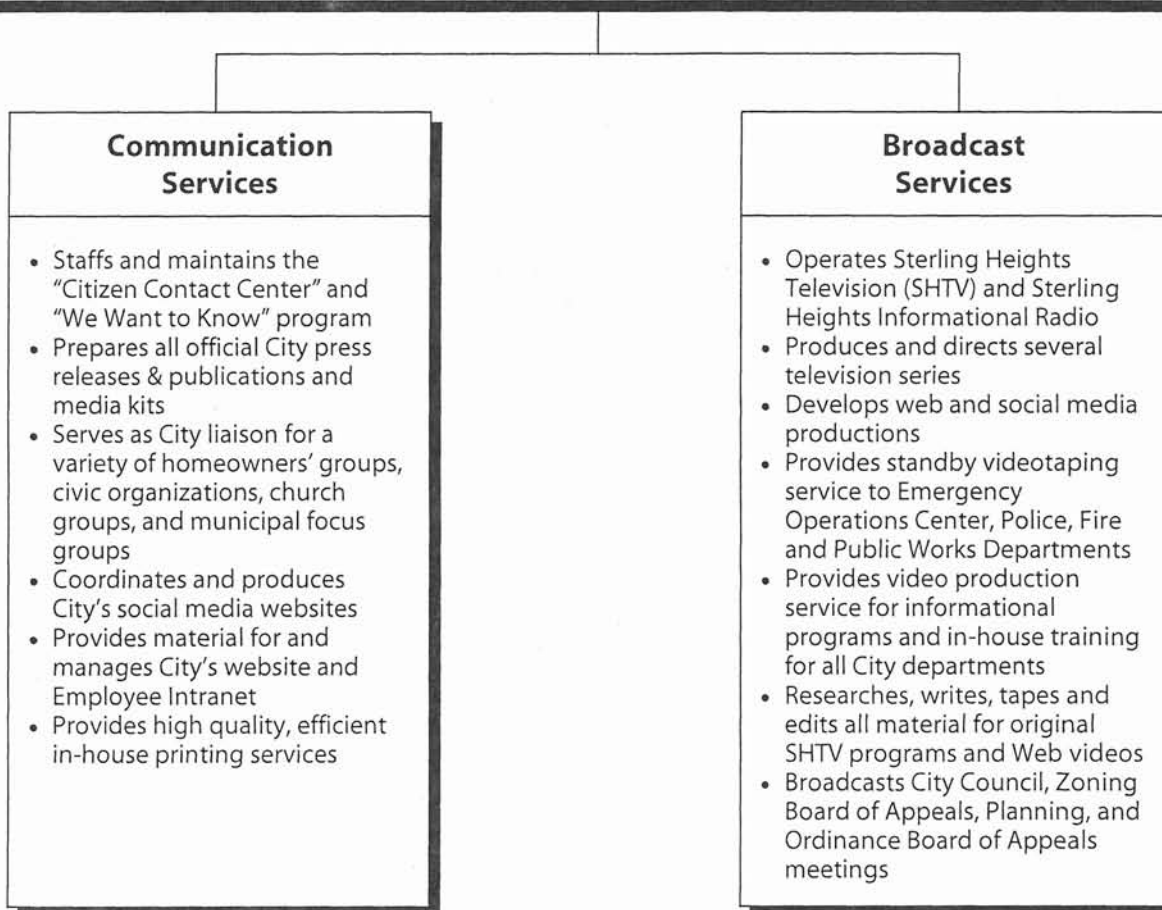 Communication
Services
• Staffs and maintains the
"Citizen Contact Center" and
"We Want to Know" program
• Prepares all official City press
releases & publications and
media kits
• Serves as City liaison for a
variety of homeowners' groups,
civic organizations, church
groups, and municipal focus
groups
• Coordinates and produces
City's social media websites
• Provides material for and
manages City's website and
Employee Intranet
• Provides high quality, efficient
in-house printing services
Broadcast
Services
• Operates Sterling Heights
Television (SHTV) and Sterling
Heights Informational Radio
• Produces and directs several
television series
• Develops web and social media
productions
• Provides standby videotaping
service to Emergency
Operations Center, Police, Fire
and Public Works Departments
• Provides video production
service for informational
programs and in-house training
for all City departments
• Researches, writes, tapes and
edits all material for original
SHTV programs and Web videos
• Broadcasts City Council, Zoning
Board of Appeals, Planning, and
Ordinance Board of Appeals
meetings